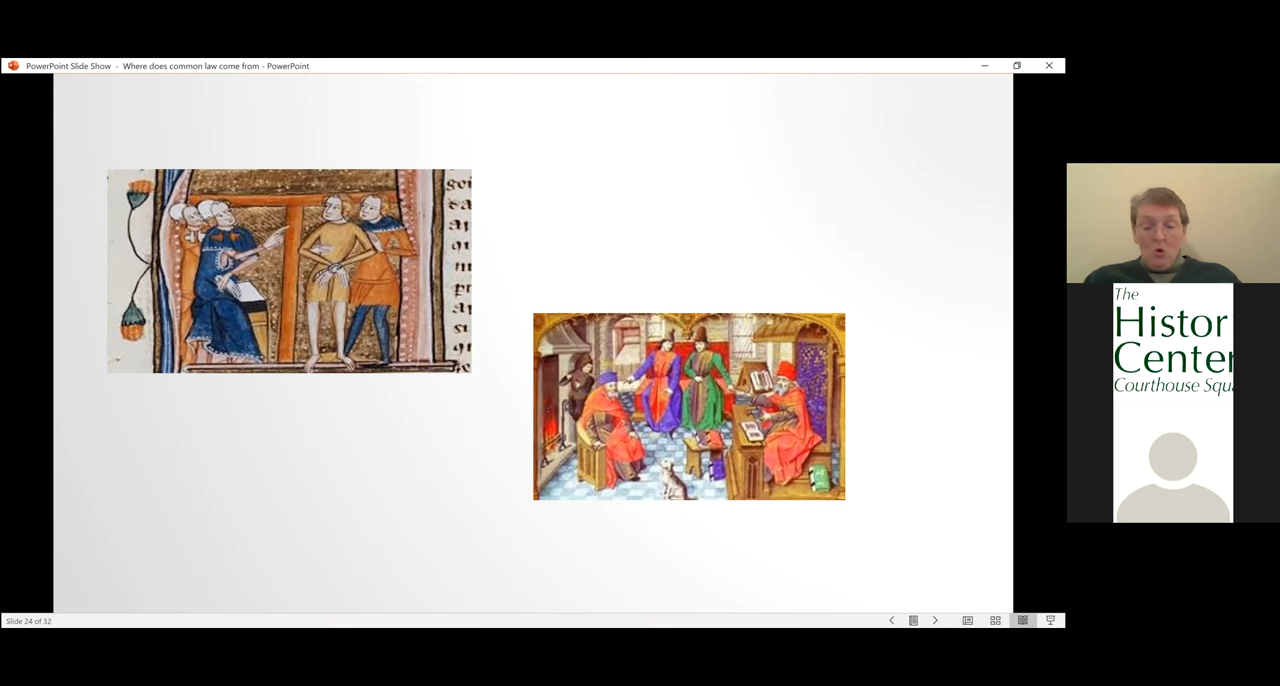 PowerPoint Slide Show - Where does common law come from - PowerPoint
The
Histor
Center
Courthouse Squ
Slide 24 of 32